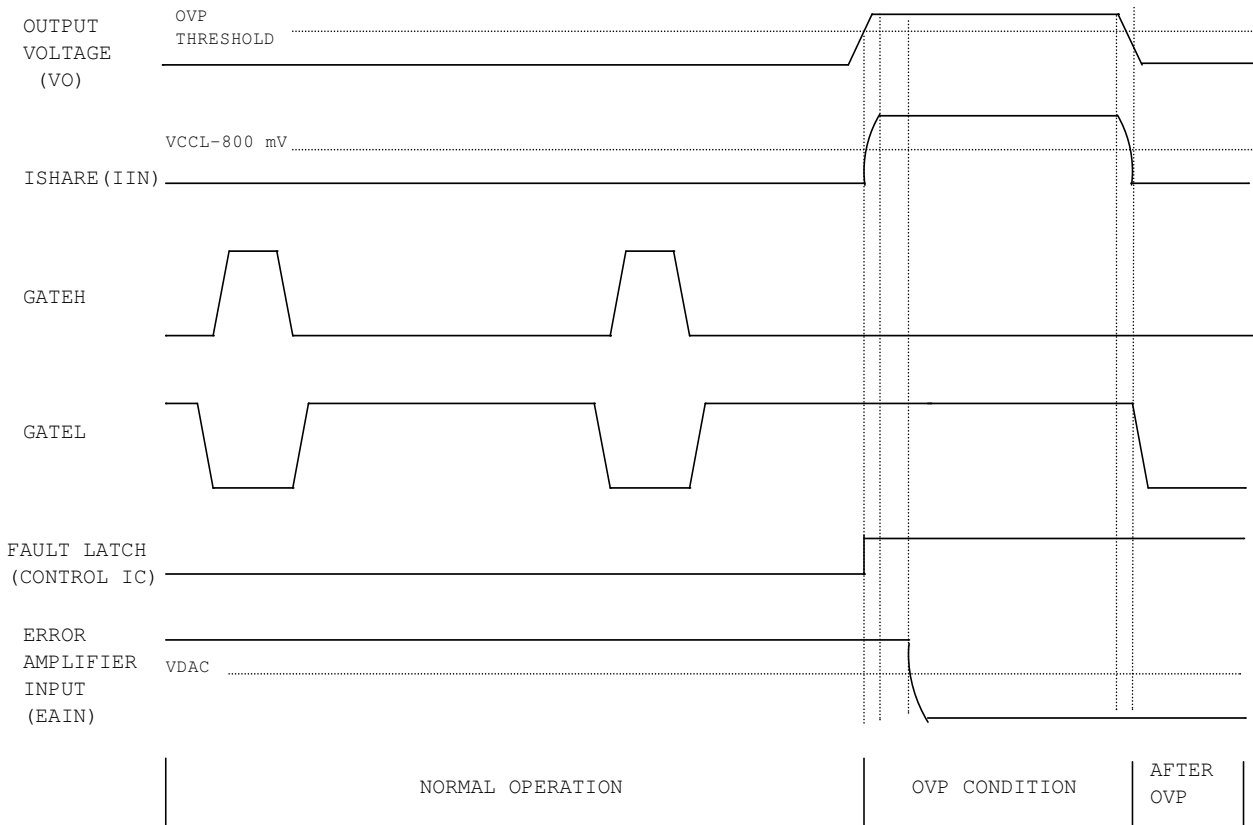 OUTPUT
VOLTAGE
(VO)
OVP
THRESHOLD
VCCL-800 mV
ISHARE(IIN)
GATEH
GATEL
FAULT LATCH
(CONTROL IC)
ERROR
AMPLIFIER
INPUT
(EAIN)
VDAC
NORMAL OPERATION
OVP CONDITION
AFTER
OVP